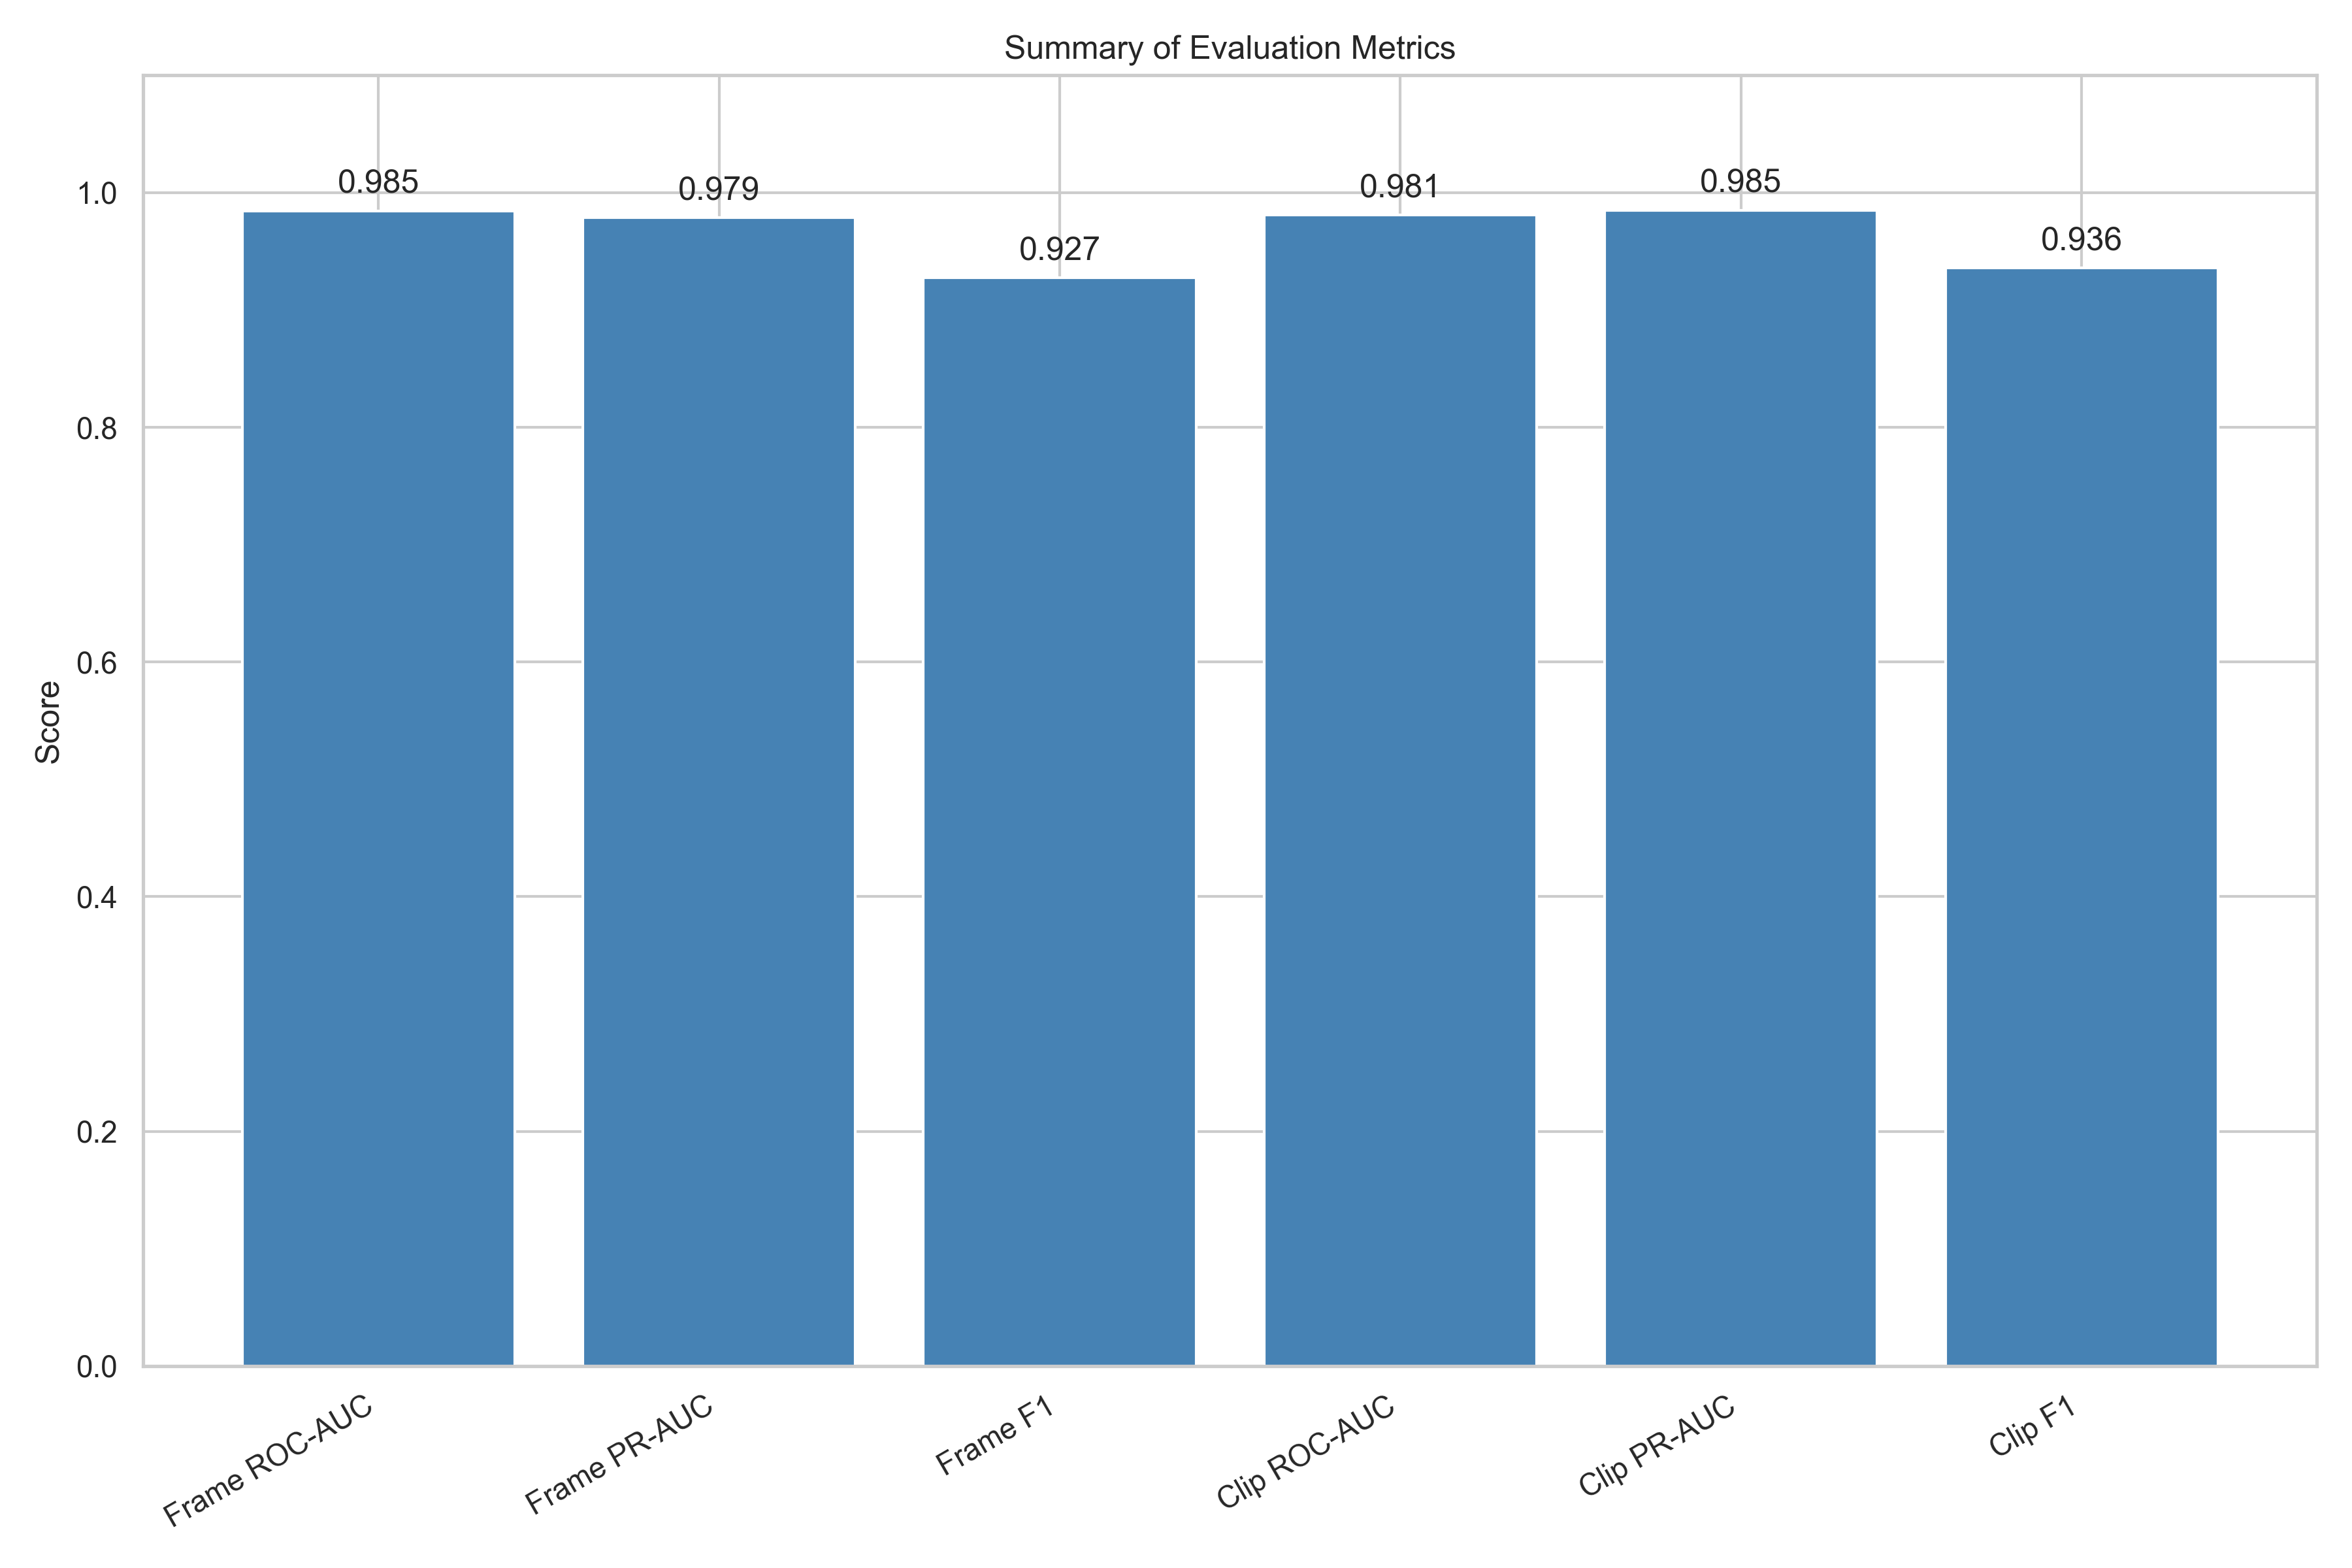 Summary of Evaluation Metrics
0.985
0.979
0.927
0.981
0.985
0.936
1.0
0.8
0.6
0.4
0.2
0.0
Score
Frame ROC-AUC
Frame PR-AUC
Frame F1
Clip ROC-AUC
Clip PR-AUC
Clip F1